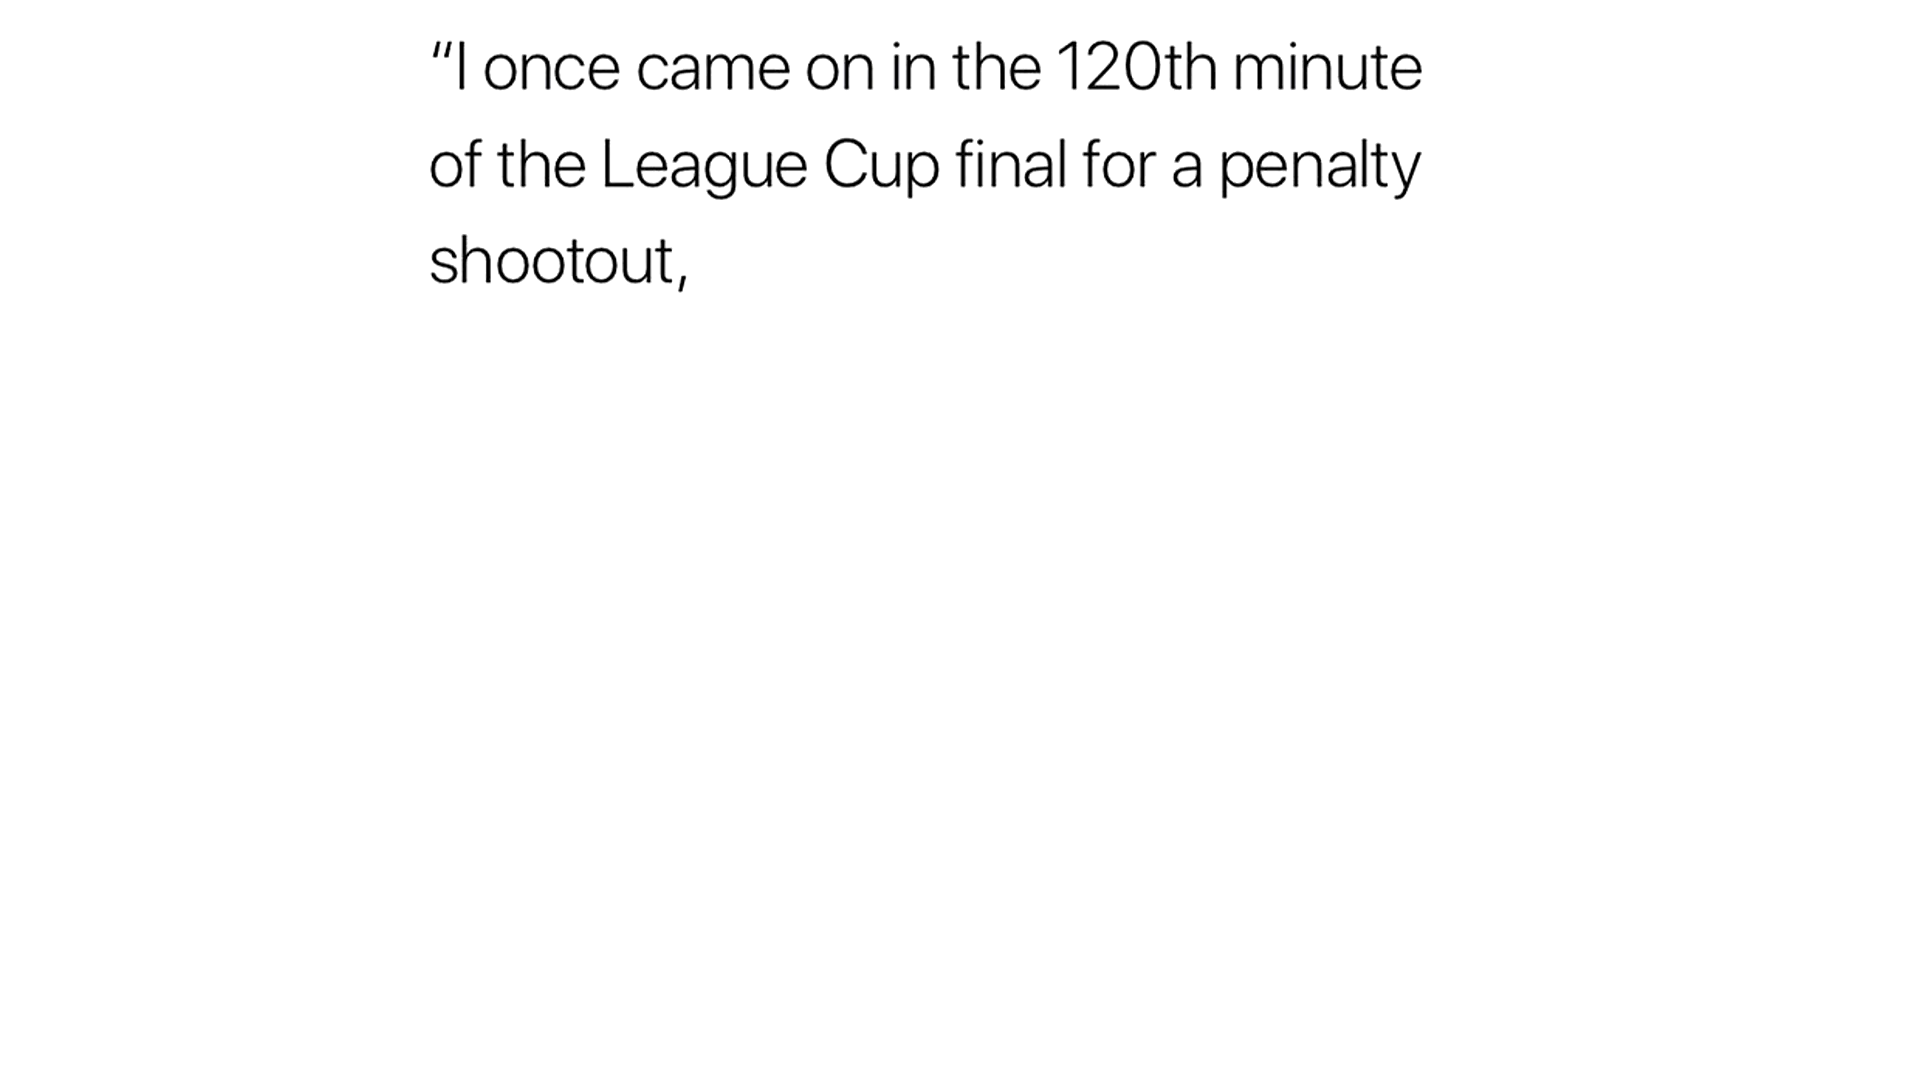 “I once came on in the 120th minute
of the League Cup final for a penalty
shootout,